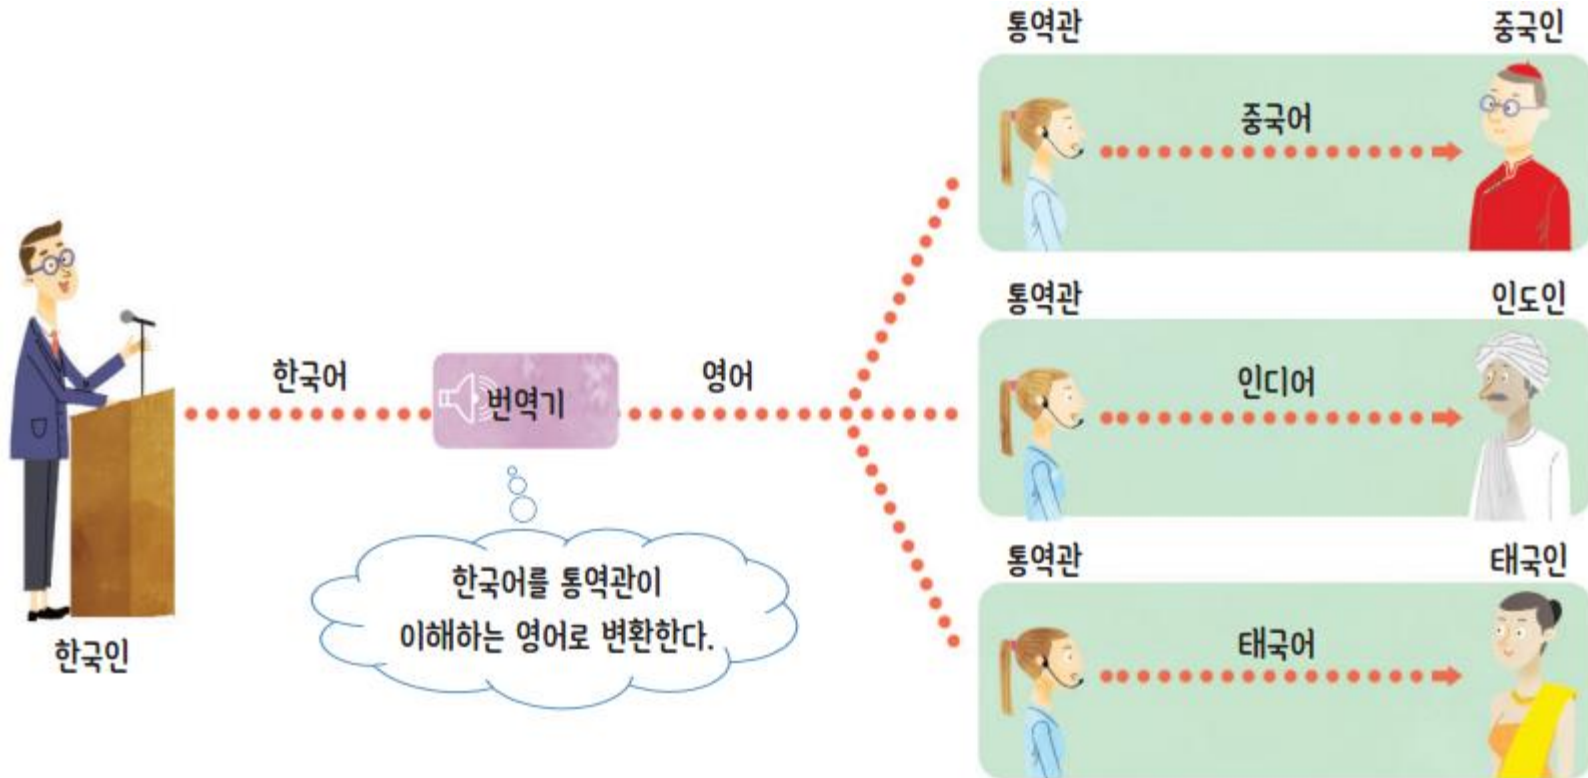 통역관
중국인
중국어
통역관
인도인
한국어
번역기
영어
인디어
한국어를 통역관이
이해하는 영어로 변환한다.
통역관
태국인
태국어
한국인